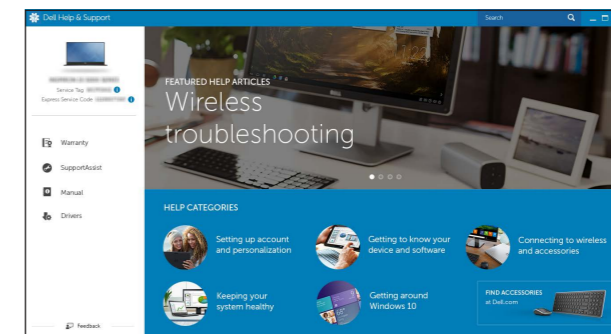 Dell Help & Support
Search
Service Tag:
Express Service Code:
Warranty
SupportAssist
Manual
Drivers
Feedback
FEATURED HELP ARTICLES
Wireless
troubleshooting
HELP CATEGORIES
Setting up account
and personalization
Getting to know your
device and software
Connecting to wireless
and accessories
Keeping your
system healthy
Getting around
Windows 10
FIND ACCESSORIES
at Dell.com